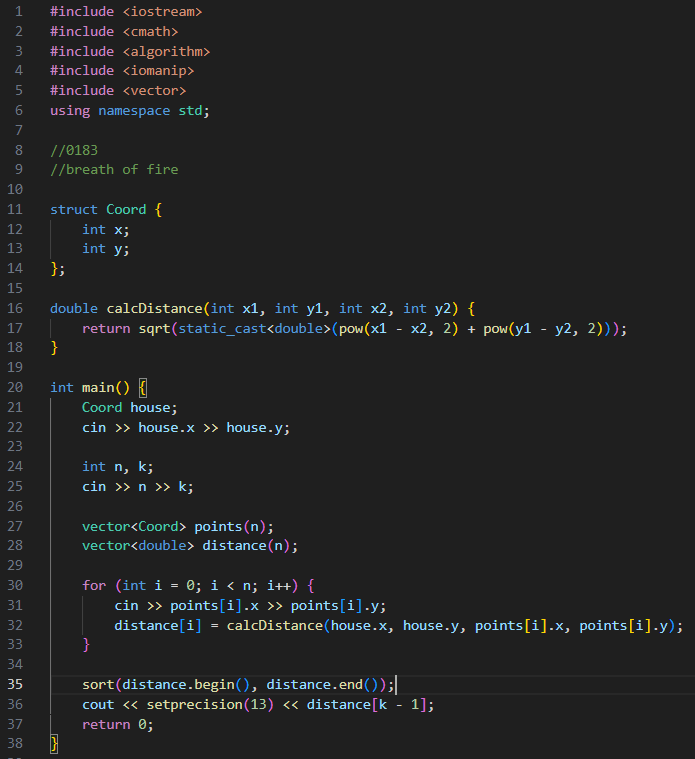 1 #include <iostream>
2 #include <cmath>
3 #include <algorithm>
4 #include <iomanip>
5 #include <vector>
6 using namespace std;
7
8 //0183
9 //breath of fire
10
11 struct Coord {
12     int x;
13     int y;
14 };
15
16 double calcDistance(int x1, int y1, int x2, int y2) {
17     return sqrt(static_cast<double>(pow(x1 - x2, 2) + pow(y1 - y2, 2)));
18 }
19
20 int main() {
21     Coord house;
22     cin >> house.x >> house.y;
23
24     int n, k;
25     cin >> n >> k;
26
27     vector<Coord> points(n);
28     vector<double> distance(n);
29
30     for (int i = 0; i < n; i++) {
31         cin >> points[i].x >> points[i].y;
32         distance[i] = calcDistance(house.x, house.y, points[i].x, points[i].y);
33     }
34
35     sort(distance.begin(), distance.end());
36     cout << setprecision(13) << distance[k - 1];
37     return 0;
38 }